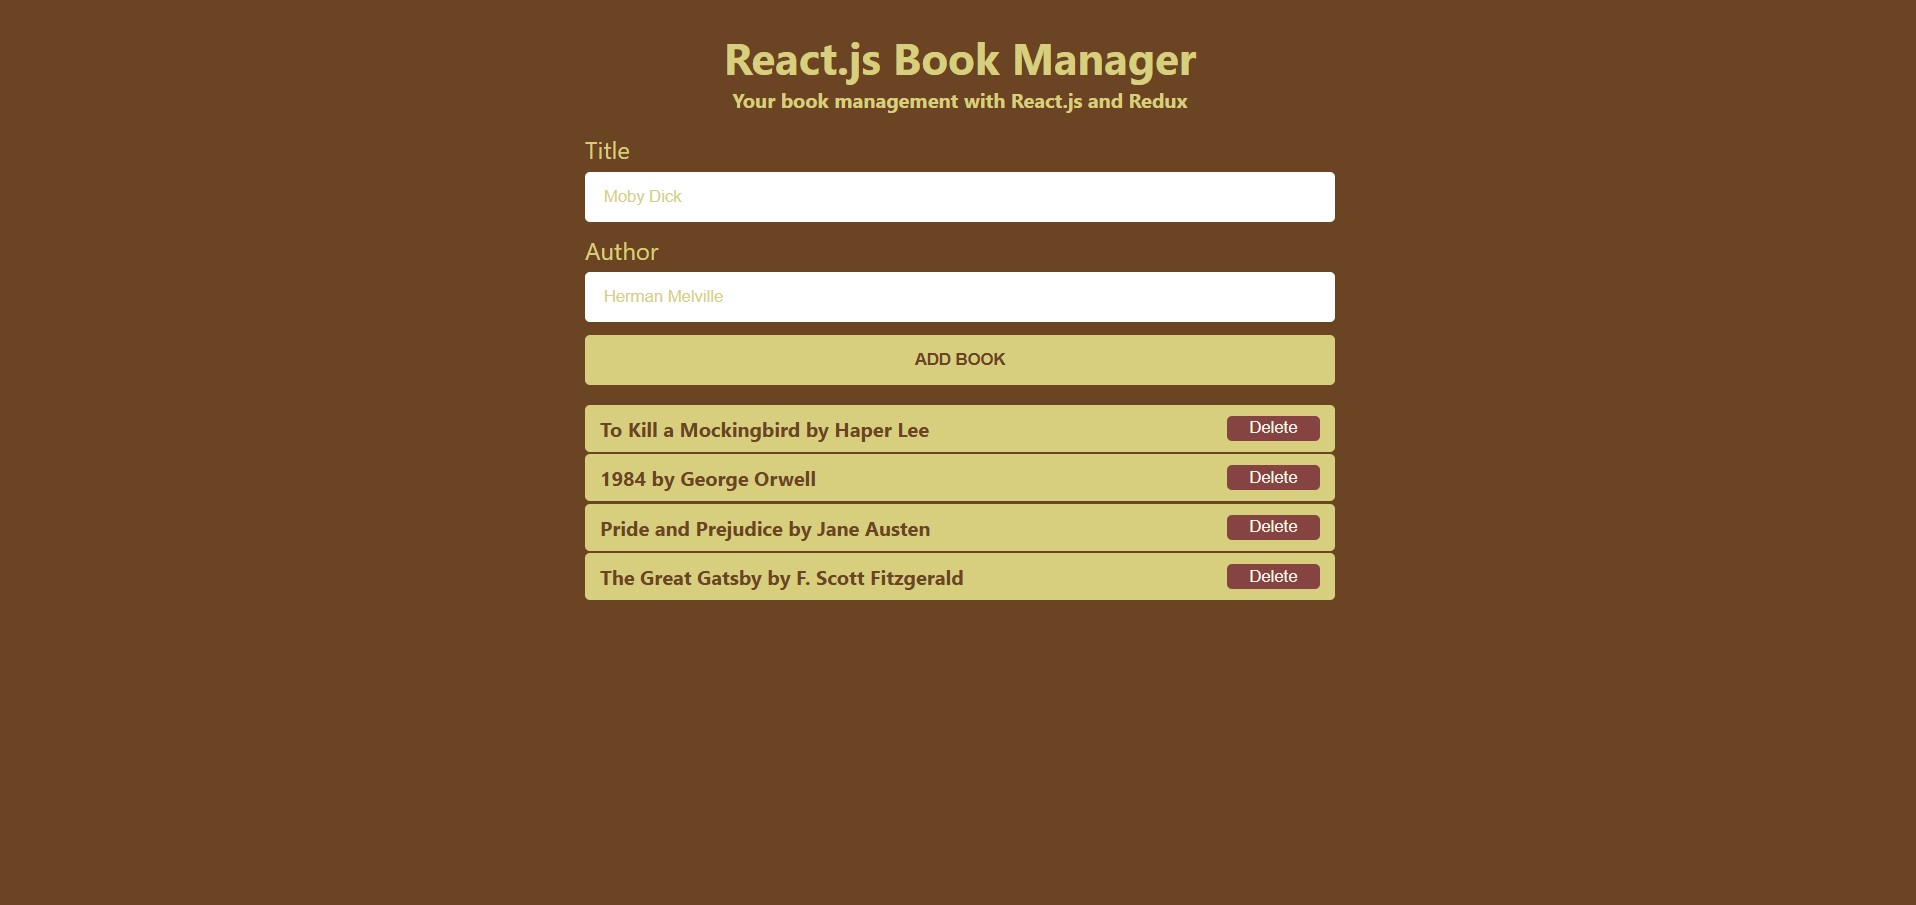 React.js Book Manager
Your book management with React.js and Redux
Title
Moby Dick
Author
Herman Melville
ADD BOOK
To Kill a Mockingbird by Haper Lee Delete
1984 by George Orwell Delete
Pride and Prejudice by Jane Austen Delete
The Great Gatsby by F. Scott Fitzgerald Delete